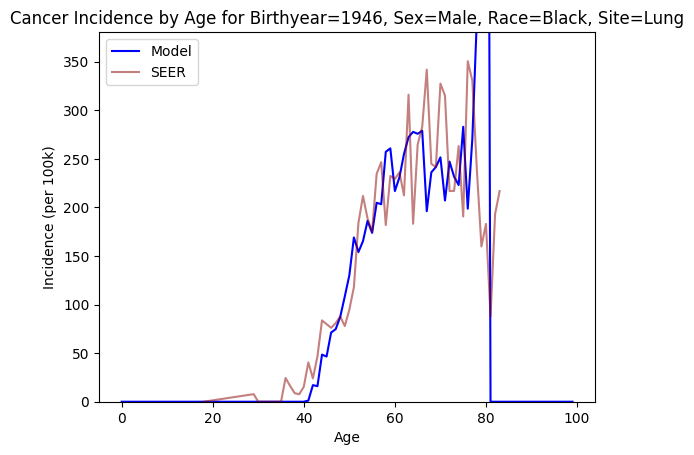 Cancer Incidence by Age for Birthyear=1946, Sex=Male, Race=Black, Site=Lung
Model
SEER
350
300
250
200
150
100
50
0
Incidence (per 100k)
0 20 40 60 80 100
Age